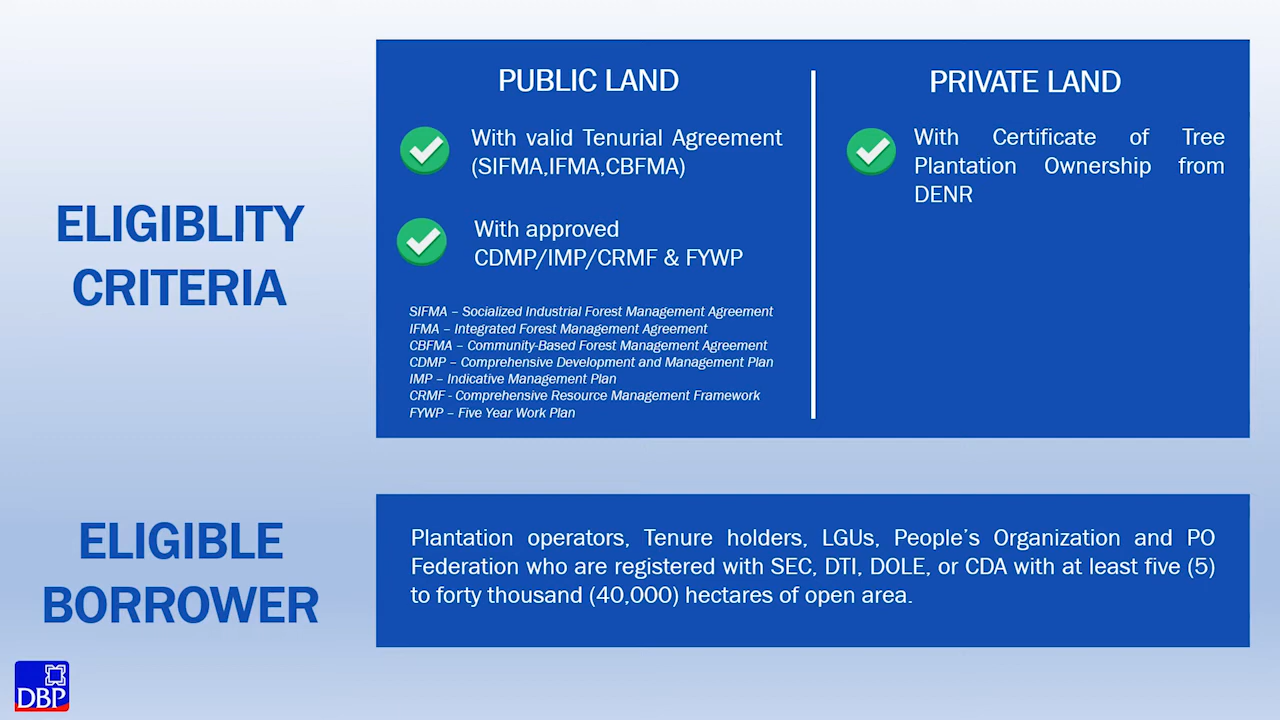 ELIGIBLITY
CRITERIA
PUBLIC LAND
With valid Tenurial Agreement
(SIFMA,IFMA,CBFMA)
With approved
CDMP/IMP/CRMF & FYWP
SIFMA – Socialized Industrial Forest Management Agreement
IFMA – Integrated Forest Management Agreement
CBFMA – Community-Based Forest Management Agreement
CDMP – Comprehensive Development and Management Plan
IMP – Indicative Management Plan
CRMF - Comprehensive Resource Management Framework
FYWP – Five Year Work Plan
PRIVATE LAND
With Certificate of Tree
Plantation Ownership from
DENR
ELIGIBLE
BORROWER
Plantation operators, Tenure holders, LGUs, People’s Organization and PO
Federation who are registered with SEC, DTI, DOLE, or CDA with at least five (5)
to forty thousand (40,000) hectares of open area.
DBP